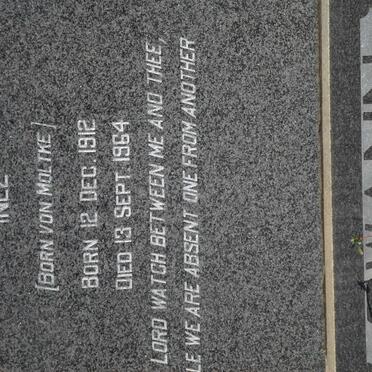 [BORN VON MOLTKE]
BORN 12 DEC. 1912
DIED 13 SEPT. 1964
LORD WATCH BETWEEN ME AND THEE,
LE WE ARE ABSENT ONE FROM ANOTHER